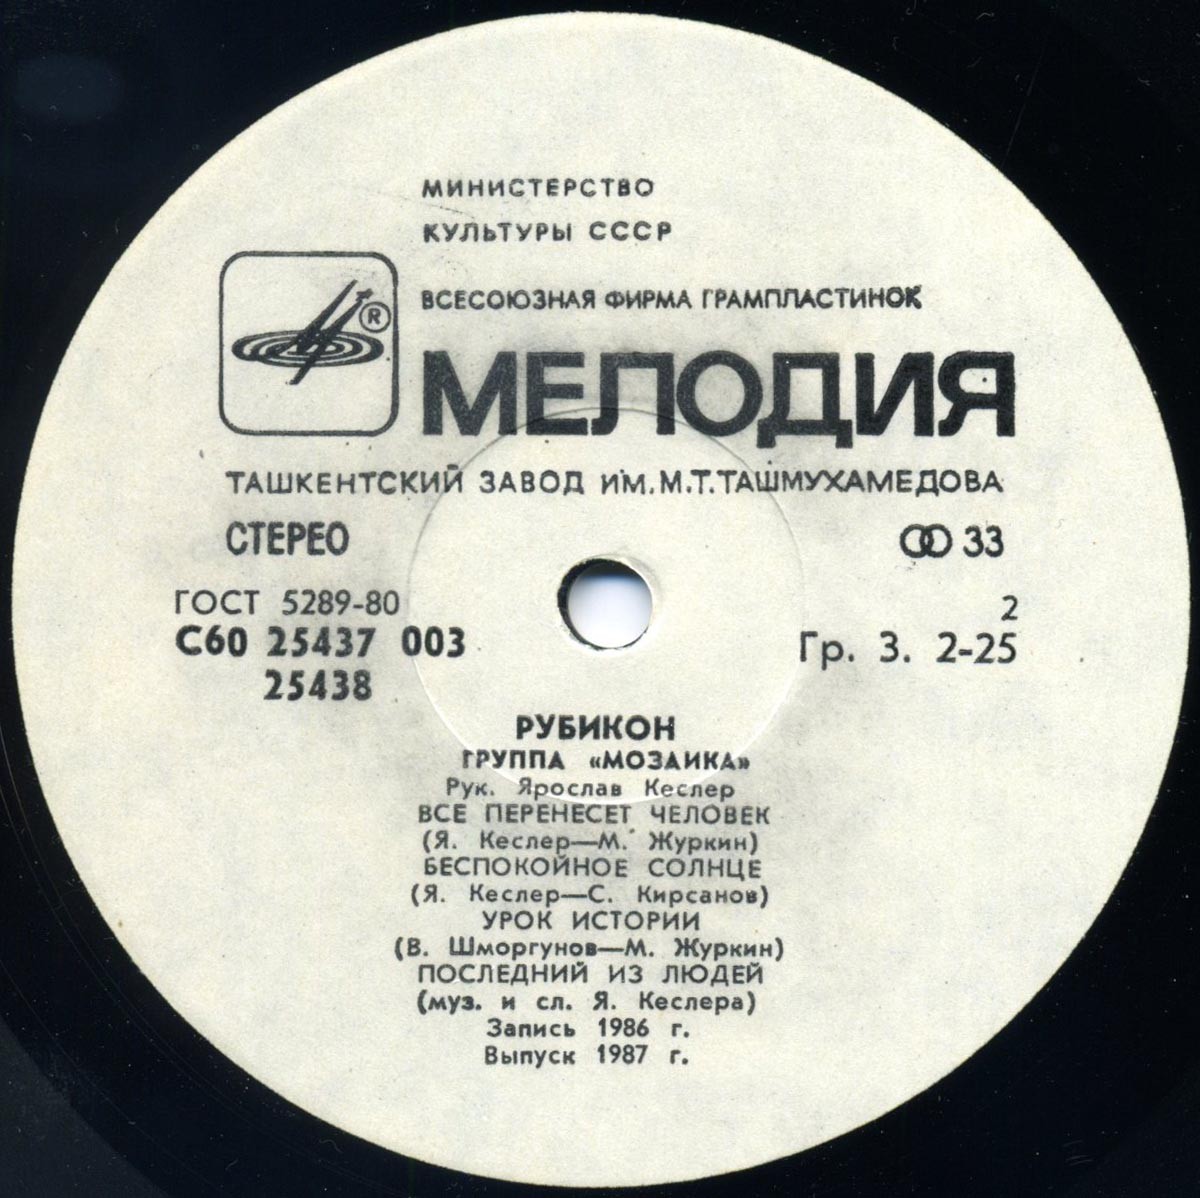 МИНИСТЕРСТВО
КУЛЬТУРЫ СССР
ВСЕСОЮЗНАЯ ФИРМА ГРАМПЛАСТИНОК
®
МЕЛОДИЯ
ТАШКЕНТСКИЙ ЗАВОД ИМ. М.Т.ТАШМУХАМЕДОВА
СТЕРЕО 33
ГОСТ 5289-80 2
С60 25437 003 Гр. 3. 2-25
25438
РУБИКОН
ГРУППА «МОЗАИКА»
Рук. Ярослав Кеслер
ВСЕ ПЕРЕНЕСЕТ ЧЕЛОВЕК
(Я. Кеслер—М. Журкин)
БЕСПОКОЙНОЕ СОЛНЦЕ
(Я. Кеслер—С. Кирсанов)
УРОК ИСТОРИИ
(В. Шморгунов—М. Журкин)
ПОСЛЕДНИЙ ИЗ ЛЮДЕЙ
(муз. и сл. Я. Кеслера)
Запись 1986 г.
Выпуск 1987 г.